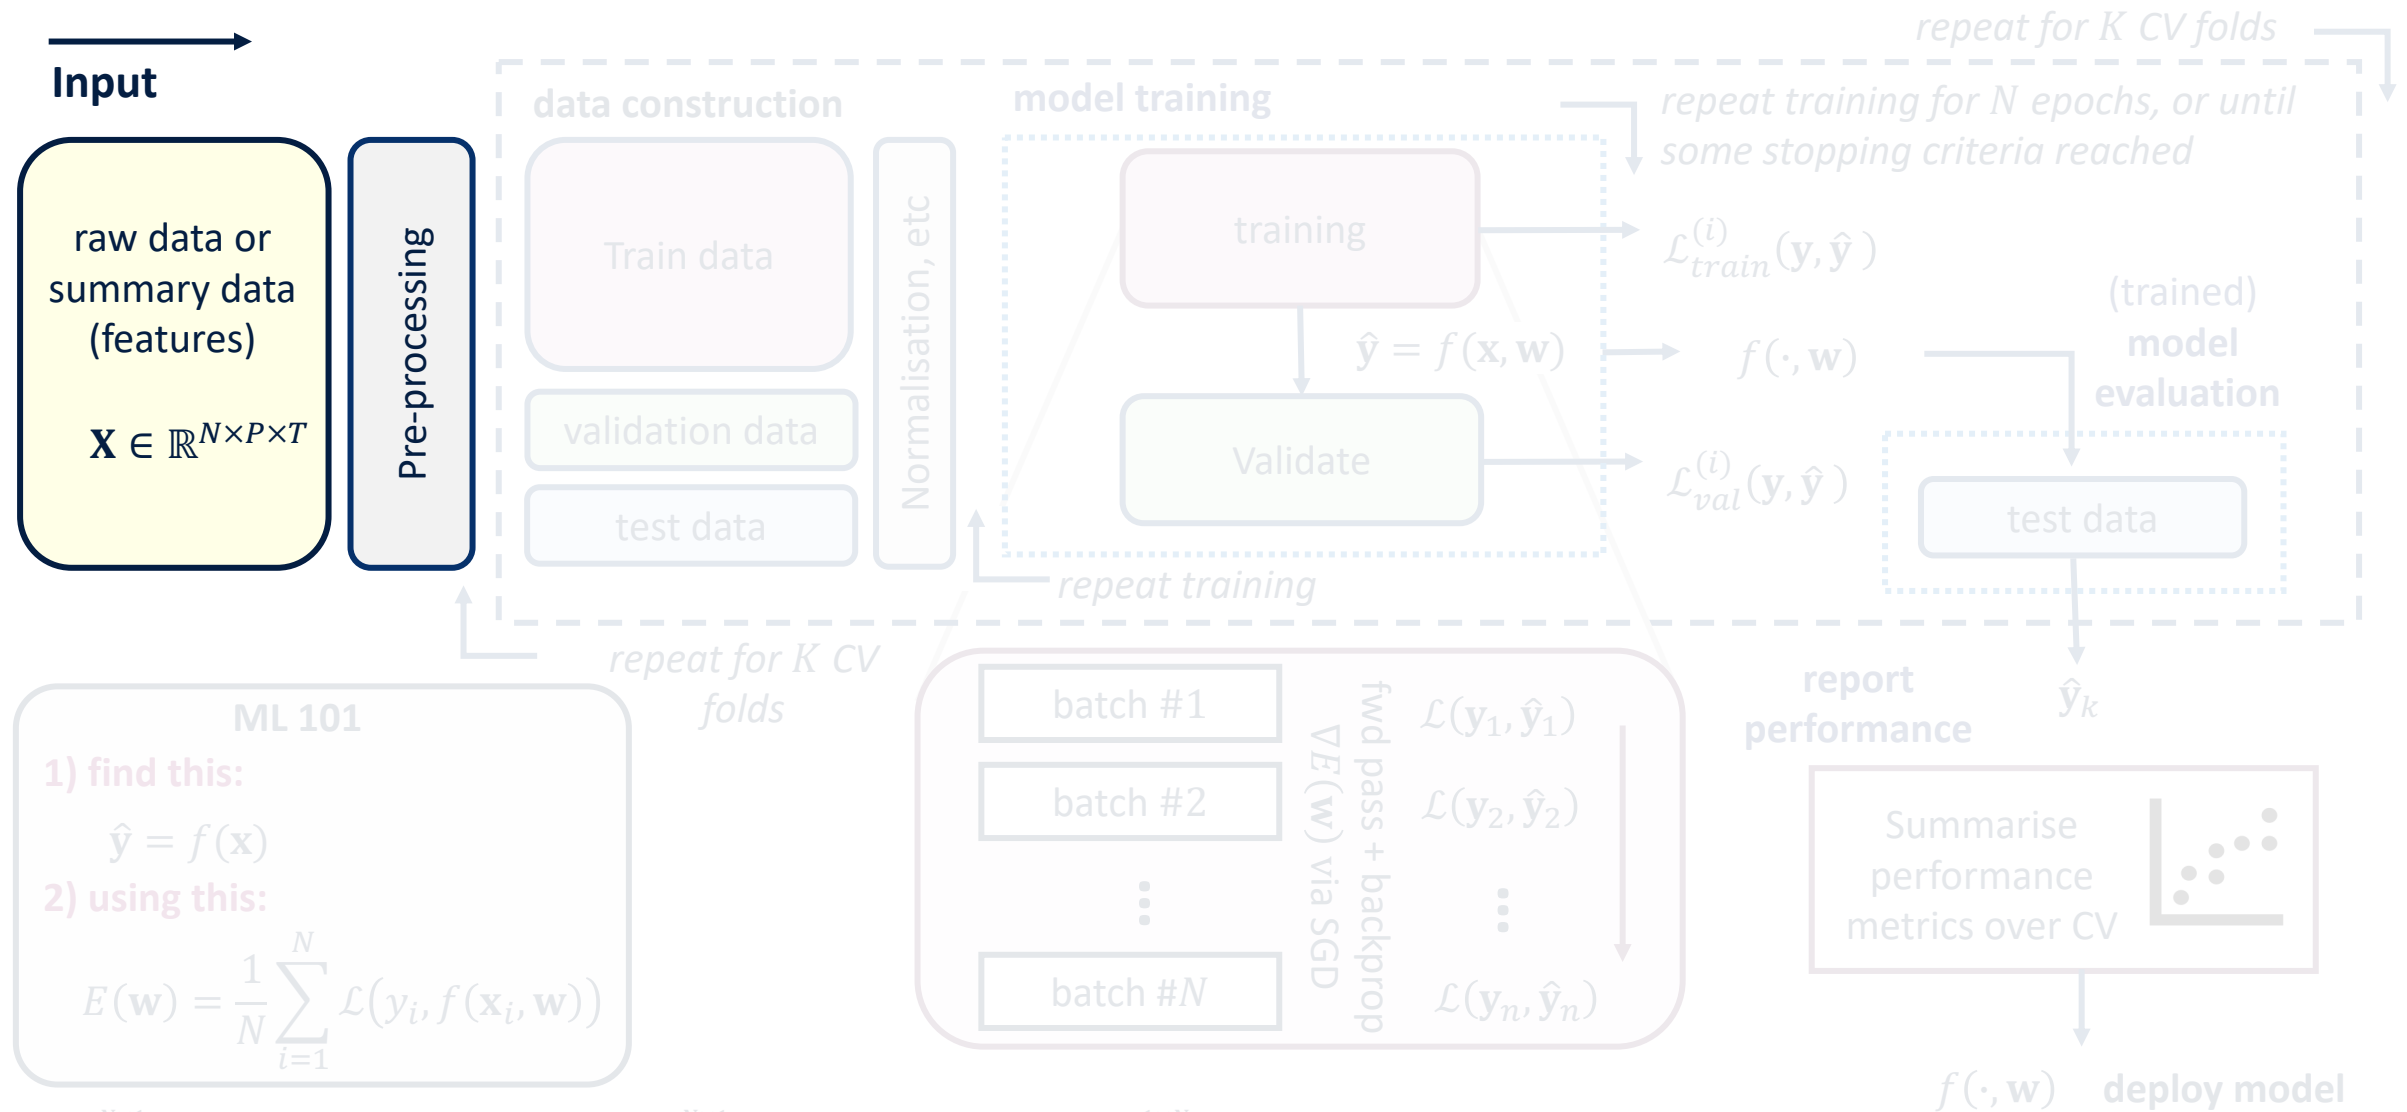 Input
raw data or
summary data
(features)
𝐗 ∈ ℝ^{N×P×T}
Pre-processing
data construction
Train data
validation data
test data
Normalisation, etc
model training
training
ŷ = f(x, w)
Validate
repeat for K CV folds
repeat training for N epochs, or until
some stopping criteria reached
ℒ_{train}^{(i)}(y, ŷ )
f(·, w)
ℒ_{val}^{(i)}(y, ŷ )
(trained)
model
evaluation
test data
repeat training
repeat for K CV
folds
ŷ_k
ML 101
1) find this:
ŷ = f(x)
2) using this:
E(w) = \frac{1}{N} \sum_{i=1}^{N} ℒ(y_i, f(x_i, w))
batch #1
batch #2
⋮
batch #N
fwd pass + backprop
∇E(w) via SGD
ℒ(y_1, ŷ_1)
ℒ(y_2, ŷ_2)
⋮
ℒ(y_n, ŷ_n)
report
performance
Summarise
performance
metrics over CV
f(·, w)
deploy model